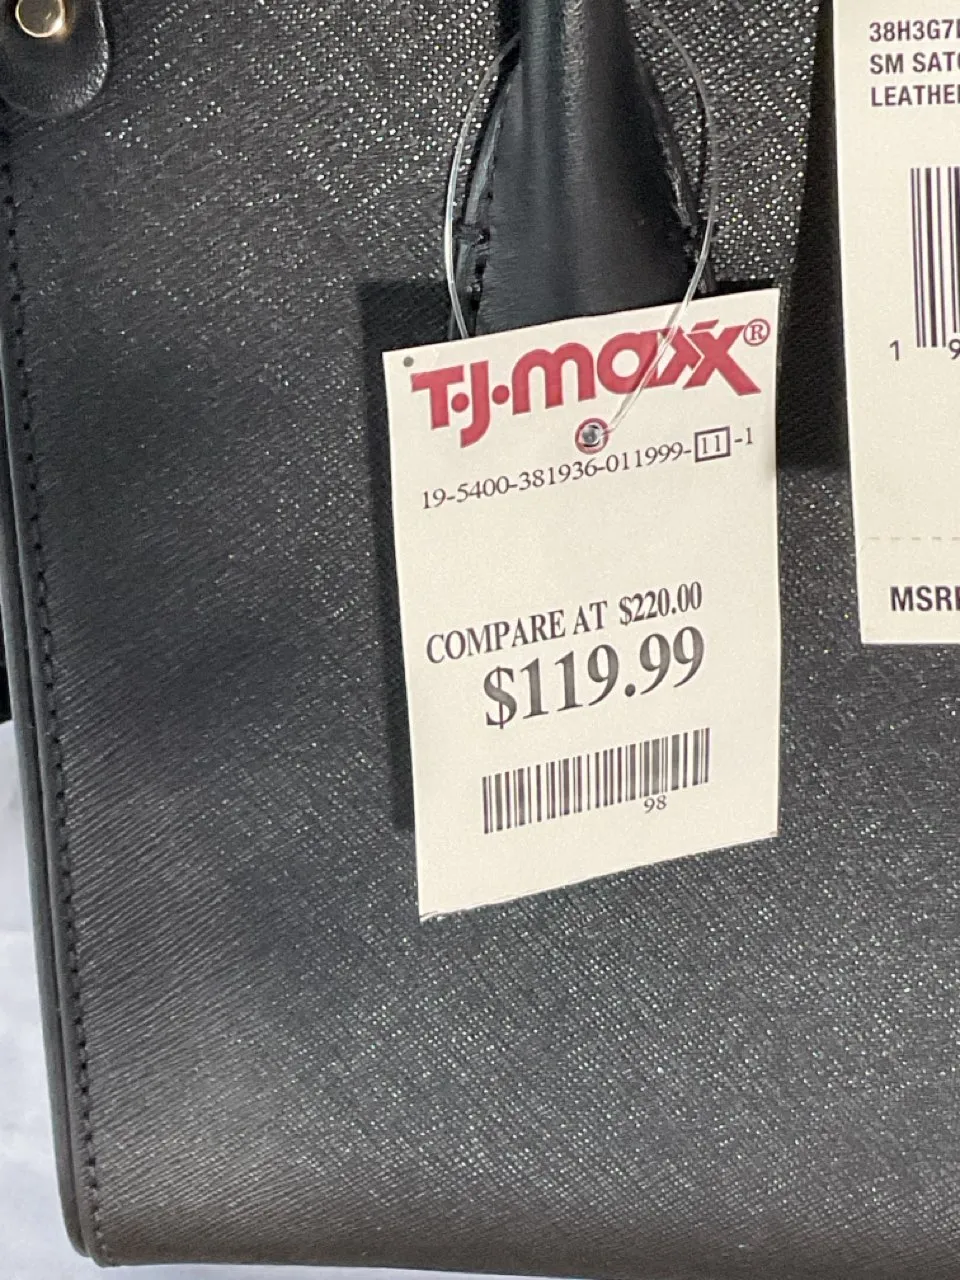 T.J.maxx®
19-5400-381936-011999-11-1
COMPARE AT $220.00
$119.99
98
38H3G7
SM
LEATHE
1 9
MSR